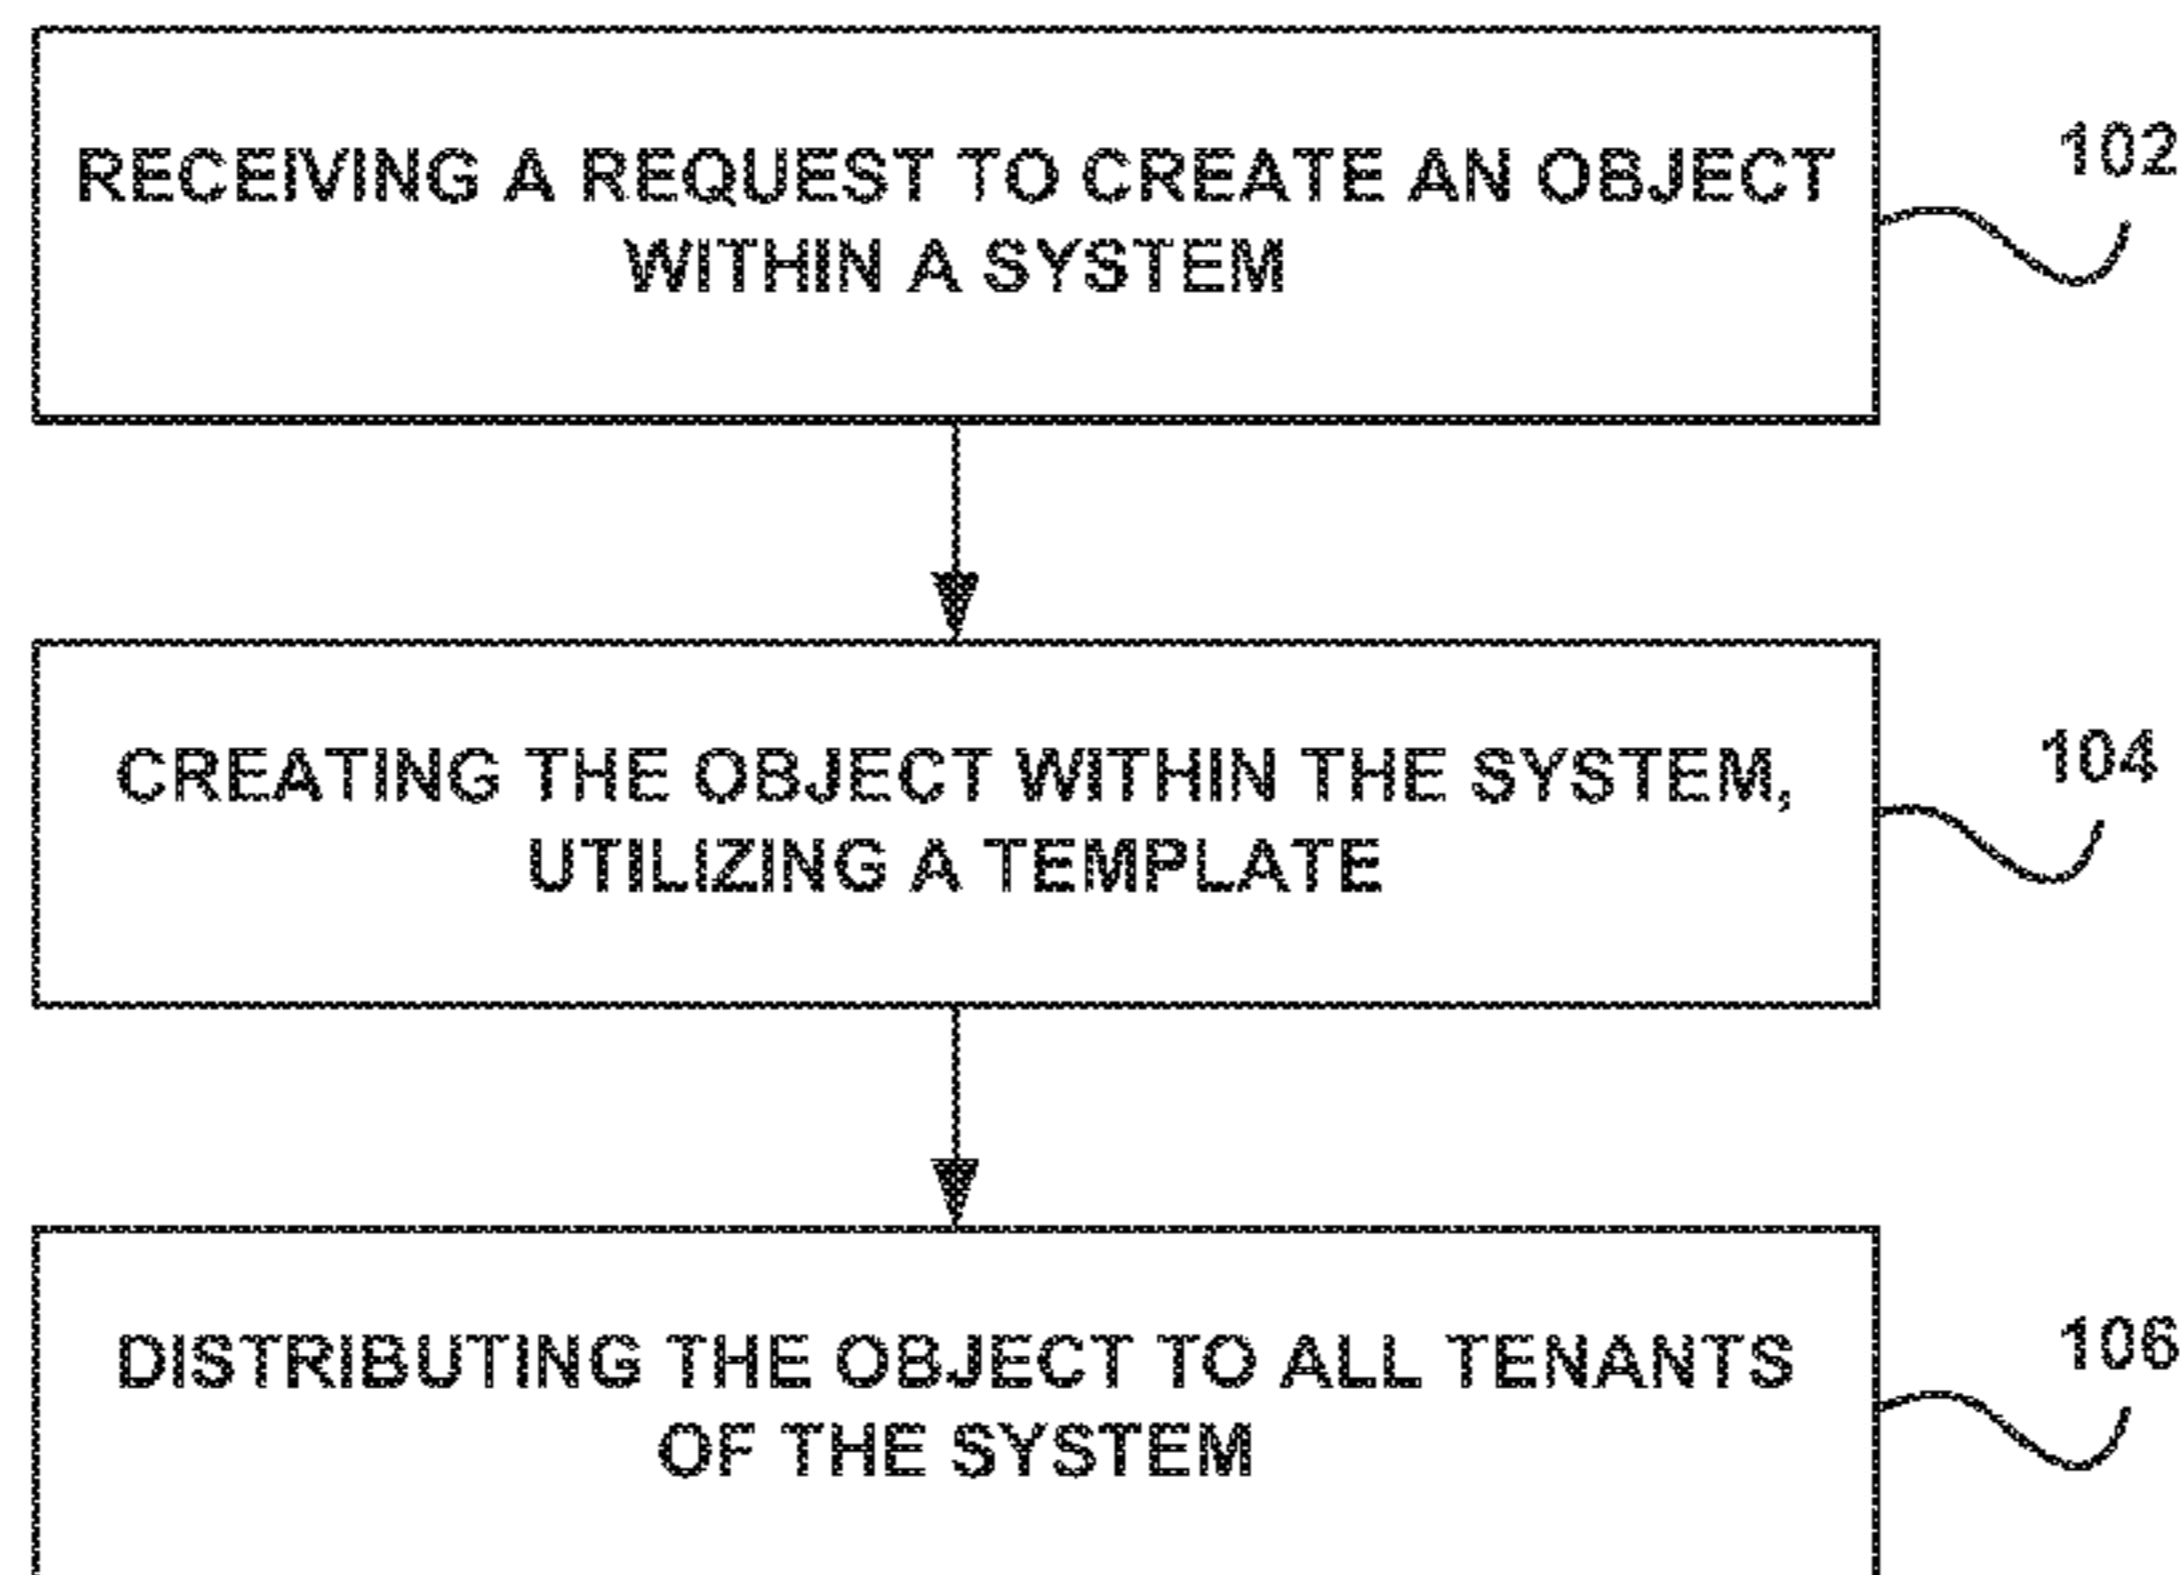 RECEIVING A REQUEST TO CREATE AN OBJECT
WITHIN A SYSTEM
102
CREATING THE OBJECT WITHIN THE SYSTEM,
UTILIZING A TEMPLATE
104
DISTRIBUTING THE OBJECT TO ALL TENANTS
OF THE SYSTEM
106